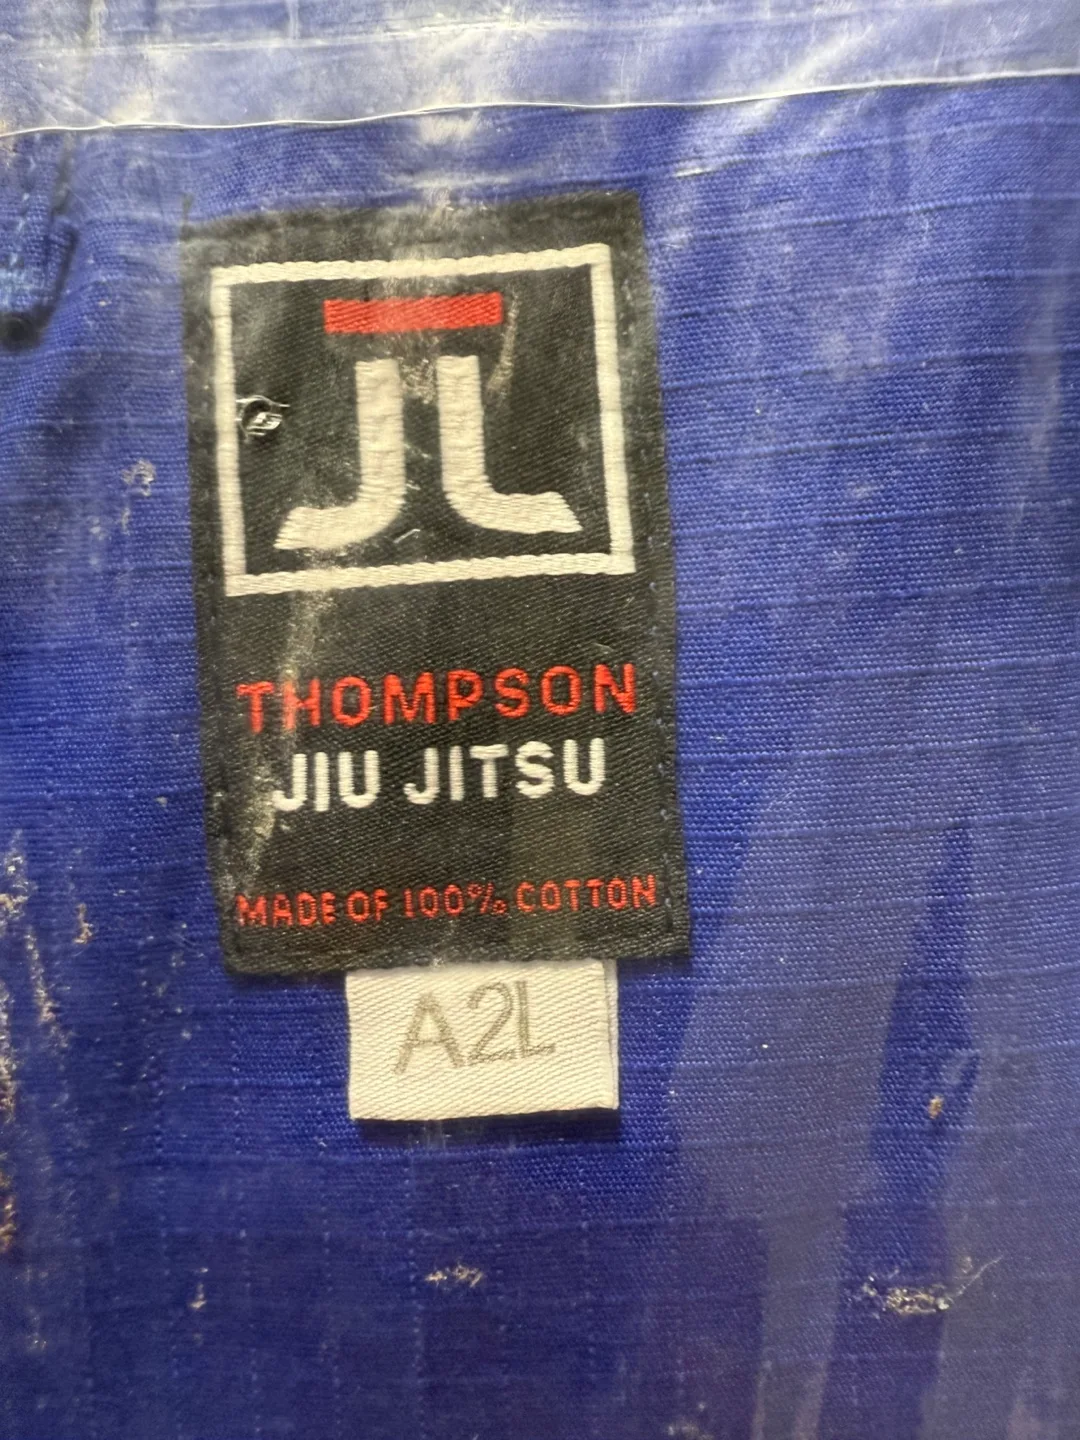 THOMPSON
JIU JITSU
MADE OF 100% COTTON
A2L